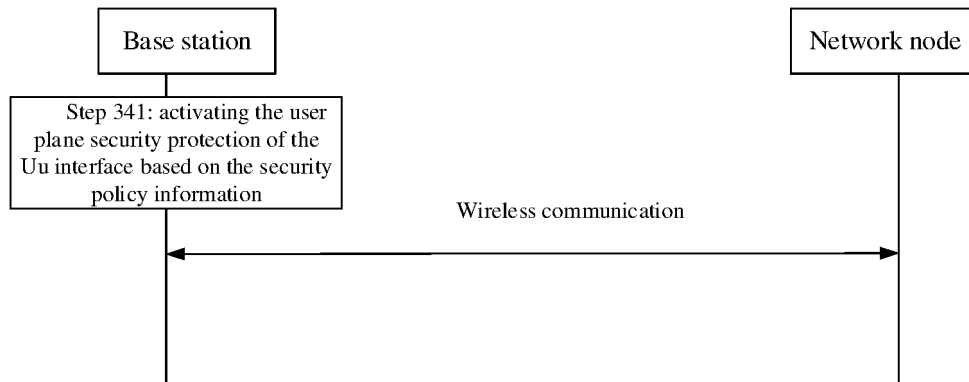 Base station
Network node
Step 341: activating the user
plane security protection of the
Uu interface based on the security
policy information
Wireless communication